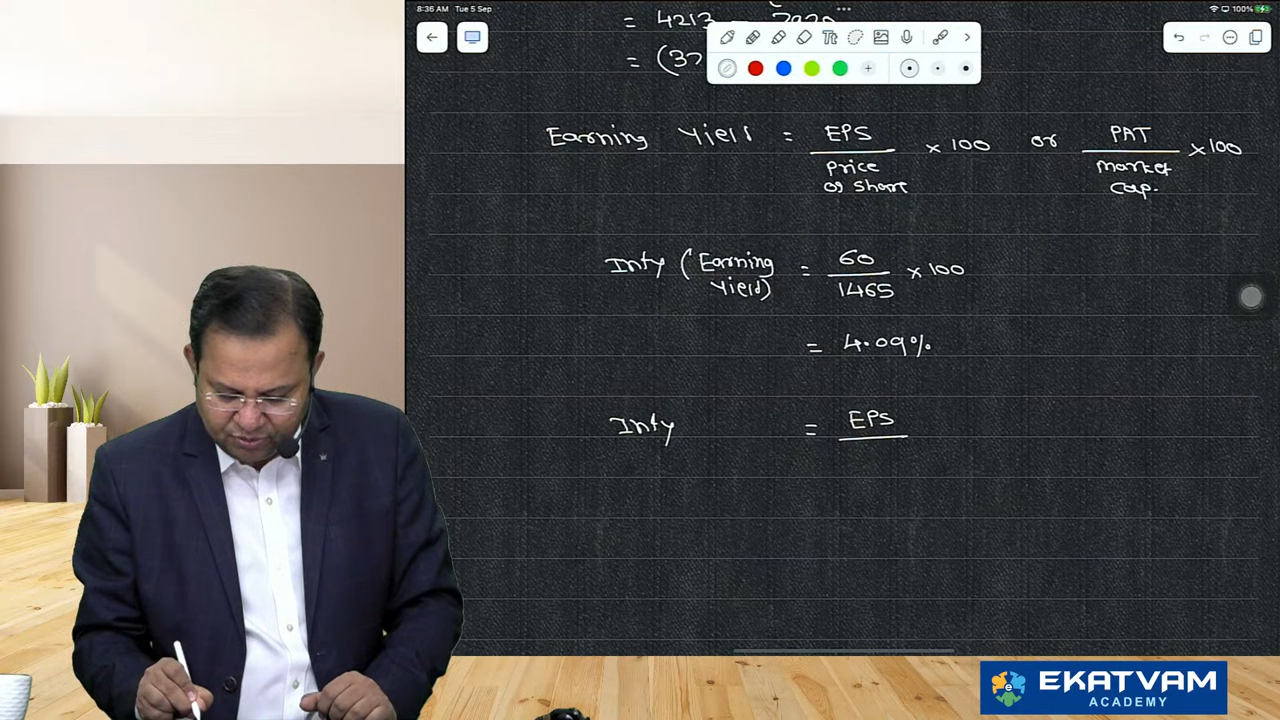 8:36 AM Tue 5 Sep
100%
= 4213 - 3839
= (37
Earning Yield = EPS / Price of share × 100 or PAT / Market Cap. × 100
Infy (Earning Yield) = 60 / 1465 × 100
= 4.09%
Infy = EPS
EKATVAM
ACADEMY